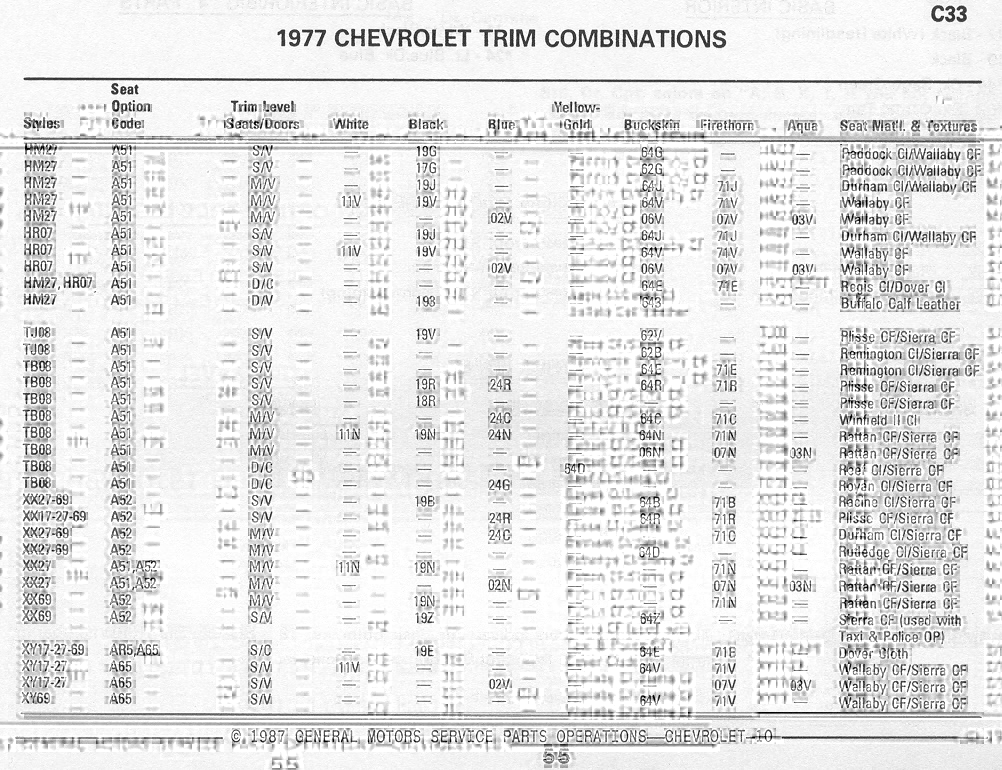 C33
1977 CHEVROLET TRIM COMBINATIONS
Styles Seat Option Code Trim Level Seats/Doors White Black Blue Yellow-Gold Buckskin Firethorn Aqua Seat Mat'l. & Textures
HM27 A51 S/V — 19G — — 64G — — Paddock Cl/Wallaby CF
HM27 A51 S/V — 17G — — 62G — — Paddock Cl/Wallaby CF
HM27 A51 M/V — 19J — — 64J 71J — Durham Cl/Wallaby CF
HM27 A51 M/V 11V 19V — — 64V 71V — Wallaby CF
HM27 A51 M/V — — 02V — 06V 07V 03V Wallaby CF
HR07 A51 S/V — 19J — — 64J 71J — Durham Cl/Wallaby CF
HR07 A51 S/V 11V 19V — — 64V 71V — Wallaby CF
HR07 A51 S/V — — 02V — 06V 07V 03V Wallaby CF
HM27, HR07 A51 D/C — — — — 64E 71E — Regis Cl/Dover Cl
HM27 A51 D/V — 193 — — 643 — — Buffalo Calf Leather
TJ08 A51 S/V — 19V — — 62V — — Plisse CF/Sierra CF
TJ08 A51 S/V — — — — 62B — — Remington Cl/Sierra CF
TB08 A51 S/V — — — — 64E 71E — Remington Cl/Sierra CF
TB08 A51 S/V — 19R 24R — 64R 71R — Plisse CF/Sierra CF
TB08 A51 S/V — 18R — — — — — Plisse CF/Sierra CF
TB08 A51 M/V — — 24C — 64C 71C — Winfield II Cl
TB08 A51 M/V 11N 19N 24N — 64N 71N — Rattan CF/Sierra CF
TB08 A51 M/V — — — — 06N 07N 03N Rattan CF/Sierra CF
TB08 A51 D/C — — — 54D — — — CF/Sierra CF
TB08 A51 D/C — — 24G — — — — CF/Sierra CF
XX27-69 A52 S/V — 19B — — 64B 71B — Racine Cl/Sierra CF
XX17-27-69 A52 S/V — — 24R — 64R 71R — Plisse CF/Sierra CF
XX27-69 A52 M/V — — 24C — — 71C — Durham Cl/Sierra CF
XX27-69 A52 M/V — — — — 64D — — Rutledge Cl/Sierra CF
XX27 A51,A52 M/V 11N 19N — — — 71N — Rattan CF/Sierra CF
XX27 A51,A52 M/V — — 02N — — 07N 03N Rattan CF/Sierra CF
XX69 A52 M/V — 19N — — — 71N — Rattan CF/Sierra CF
XX69 A52 S/V — 19Z — — 64Z — — Sierra CF (used with
Taxi & Police OP)
XY17-27-69 AR5,A65 S/C — 19E — — 64E 71E — Dover Cloth
XY17-27 A65 S/V 11V — — — 64V 71V — Wallaby CF/Sierra CF
XY17-27 A65 S/V — — 02V — — 07V 03V Wallaby CF/Sierra CF
XY69 A65 S/V — — — — 64V 71V — Wallaby CF/Sierra CF
© 1987 GENERAL MOTORS SERVICE PARTS OPERATIONS CHEVROLET 10
55